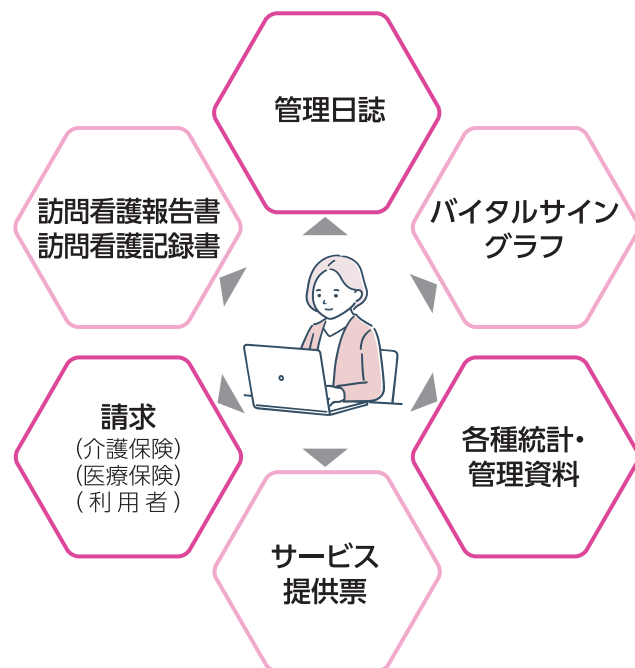 管理日誌
訪問看護報告書
訪問看護記録書
バイタルサイン
グラフ
請求
(介護保険)
(医療保険)
(利用者)
各種統計・
管理資料
サービス
提供票